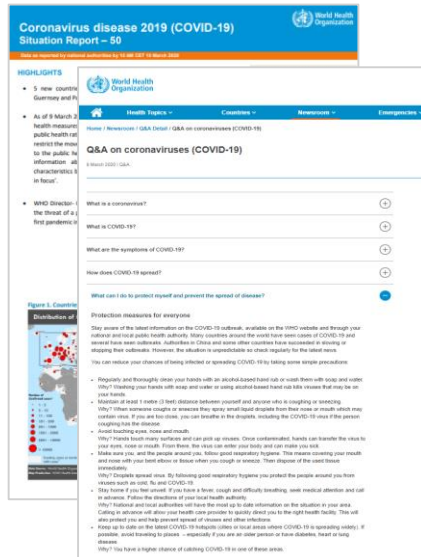 Coronavirus disease 2019 (COVID-19)
Situation Report – 50
World Health
Organization
Data as reported by national authorities by 10 AM CET 10 March 2020
HIGHLIGHTS
• 5 new countrie
Guernsey and Pa
• As of 9 March 2
health measures
public health rati
restrict the move
to the public he
information ab
characteristics b
in focus'.
• WHO Director-
the threat of a p
first pandemic in
Figure 1. Countrie
Distribution of
World Health
Organization
Health Topics
Countries
Newsroom
Emergencies
Home / Newsroom / Q&A Detail / Q&A on coronaviruses (COVID-19)
Q&A on coronaviruses (COVID-19)
March 2020 | Q&A
What is a coronavirus?
What is COVID-19?
What are the symptoms of COVID-19?
How does COVID-19 spread?
What can I do to protect myself and prevent the spread of disease?
Protection measures for everyone
Stay aware of the latest information on the COVID-19 outbreak, available on the WHO website and through your
national and local public health authority. Many countries around the world have seen cases of COVID-19 and
several have seen outbreaks. Authorities in China and some other countries have succeeded in slowing or
stopping their outbreaks. However, the situation is unpredictable so check regularly for the latest news.
You can reduce your chances of being infected or spreading COVID-19 by taking some simple precautions:
• Regularly and thoroughly clean your hands with an alcohol-based hand rub or wash them with soap and water.
Why? Washing your hands with soap and water or using alcohol-based hand rub kills viruses that may be on
your hands.
• Maintain at least 1 metre (3 feet) distance between yourself and anyone who is coughing or sneezing.
Why? When someone coughs or sneezes they spray small liquid droplets from their nose or mouth which may
contain virus. If you are too close, you can breathe in the droplets, including the COVID-19 virus if the person
coughing has the disease.
• Avoid touching eyes, nose and mouth.
Why? Hands touch many surfaces and can pick up viruses. Once contaminated, hands can transfer the virus to
your eyes, nose or mouth. From there, the virus can enter your body and can make you sick.
• Make sure you, and the people around you, follow good respiratory hygiene. This means covering your mouth
and nose with your bent elbow or tissue when you cough or sneeze. Then dispose of the used tissue
immediately.
Why? Droplets spread virus. By following good respiratory hygiene you protect the people around you from
viruses such as cold, flu and COVID-19.
• Stay home if you feel unwell. If you have a fever, cough and difficulty breathing, seek medical attention and call
in advance. Follow the directions of your local health authority.
Why? National and local authorities will have the most up to date information on the situation in your area.
Calling in advance will allow your health care provider to quickly direct you to the right health facility. This will
also protect you and help prevent spread of viruses and other infections.
• Keep up to date on the latest COVID-19 hotspots (cities or local areas where COVID-19 is spreading widely). If
possible, avoid traveling to places – especially if you are an older person or have diabetes, heart or lung
disease.
Why? You have a higher chance of catching COVID-19 in one of these areas.